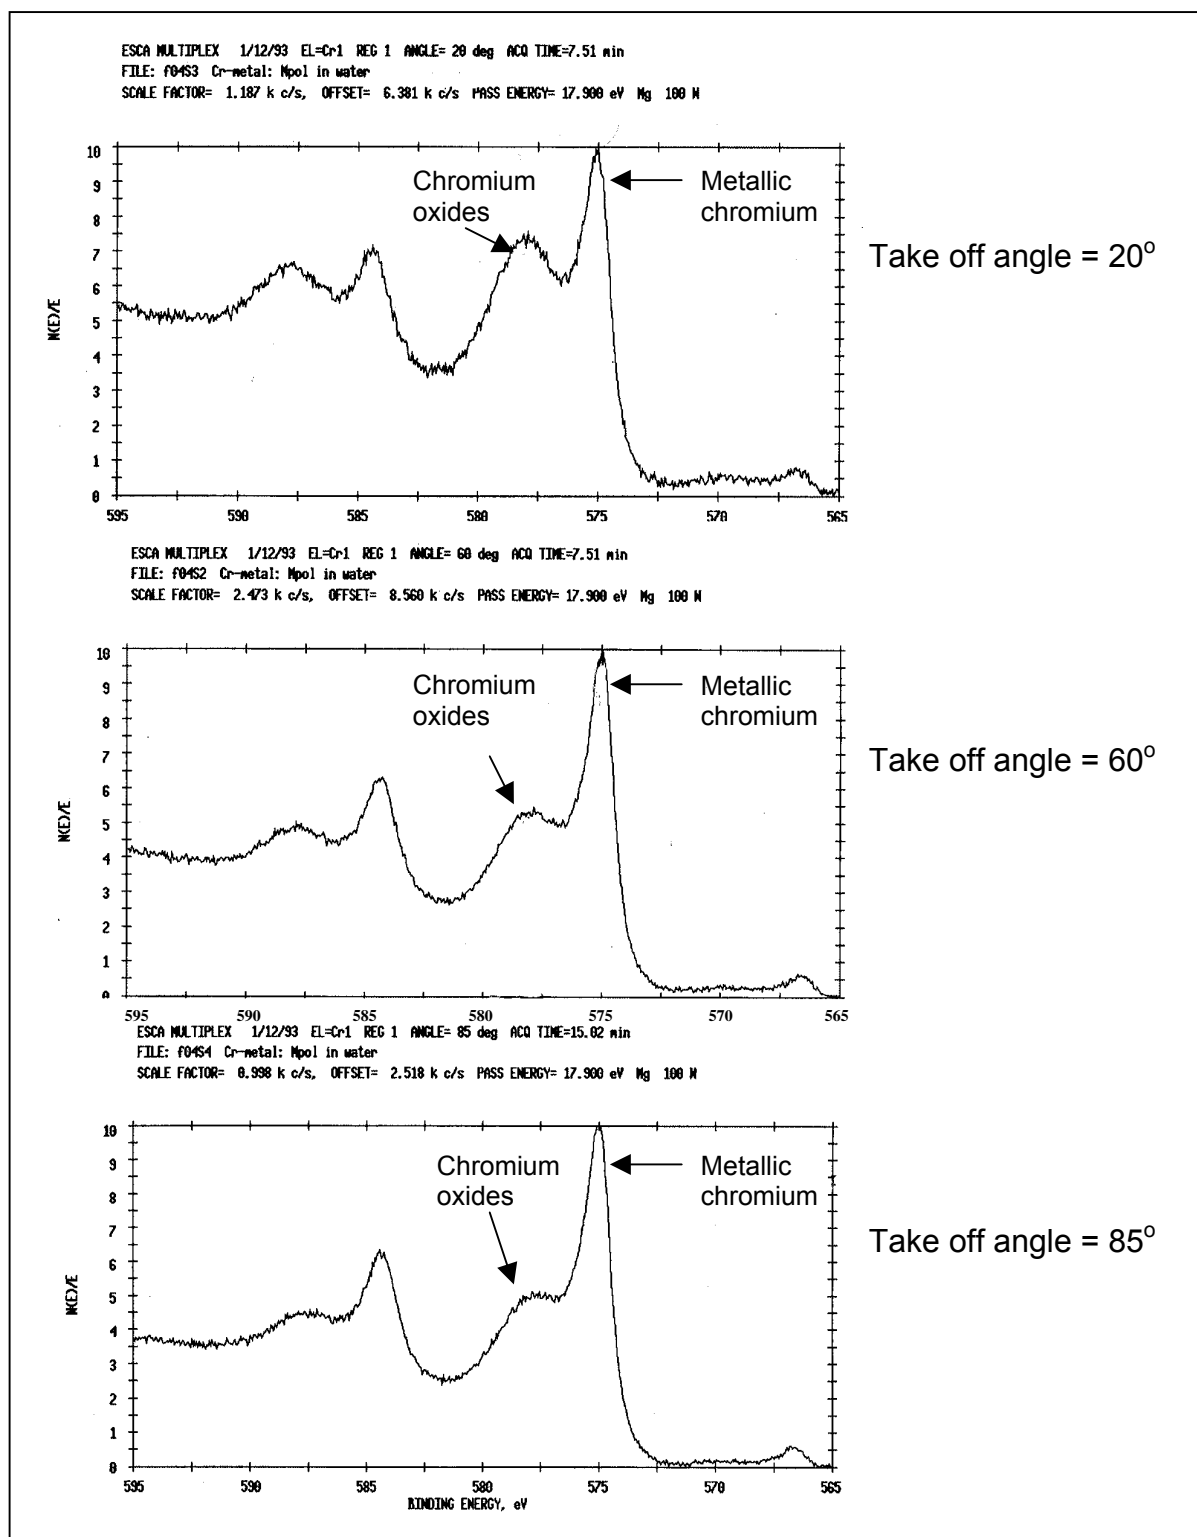 ESCA MULTIPLEX 1/12/93 EL=Cr1 REG 1 ANGLE= 20 deg ACQ TIME=7.51 min
FILE: f04S3 Cr-metal: Mpol in water
SCALE FACTOR= 1.187 k c/s, OFFSET= 6.381 k c/s PASS ENERGY= 17.900 eV Mg 100 W
10
9
8
7
6
5
4
3
2
1
0
N(E)/E
Chromium
oxides
Metallic
chromium
Take off angle = 20°
595 590 585 580 575 570 565
ESCA MULTIPLEX 1/12/93 EL=Cr1 REG 1 ANGLE= 60 deg ACQ TIME=7.51 min
FILE: f04S2 Cr-metal: Mpol in water
SCALE FACTOR= 2.473 k c/s, OFFSET= 8.560 k c/s PASS ENERGY= 17.900 eV Mg 100 W
10
9
8
7
6
5
4
3
2
1
0
N(E)/E
Chromium
oxides
Metallic
chromium
Take off angle = 60°
595 590 585 580 575 570 565
ESCA MULTIPLEX 1/12/93 EL=Cr1 REG 1 ANGLE= 85 deg ACQ TIME=15.02 min
FILE: f04S4 Cr-metal: Mpol in water
SCALE FACTOR= 0.998 k c/s, OFFSET= 2.518 k c/s PASS ENERGY= 17.900 eV Mg 100 W
10
9
8
7
6
5
4
3
2
1
0
N(E)/E
Chromium
oxides
Metallic
chromium
Take off angle = 85°
595 590 585 580 575 570 565
BINDING ENERGY, eV